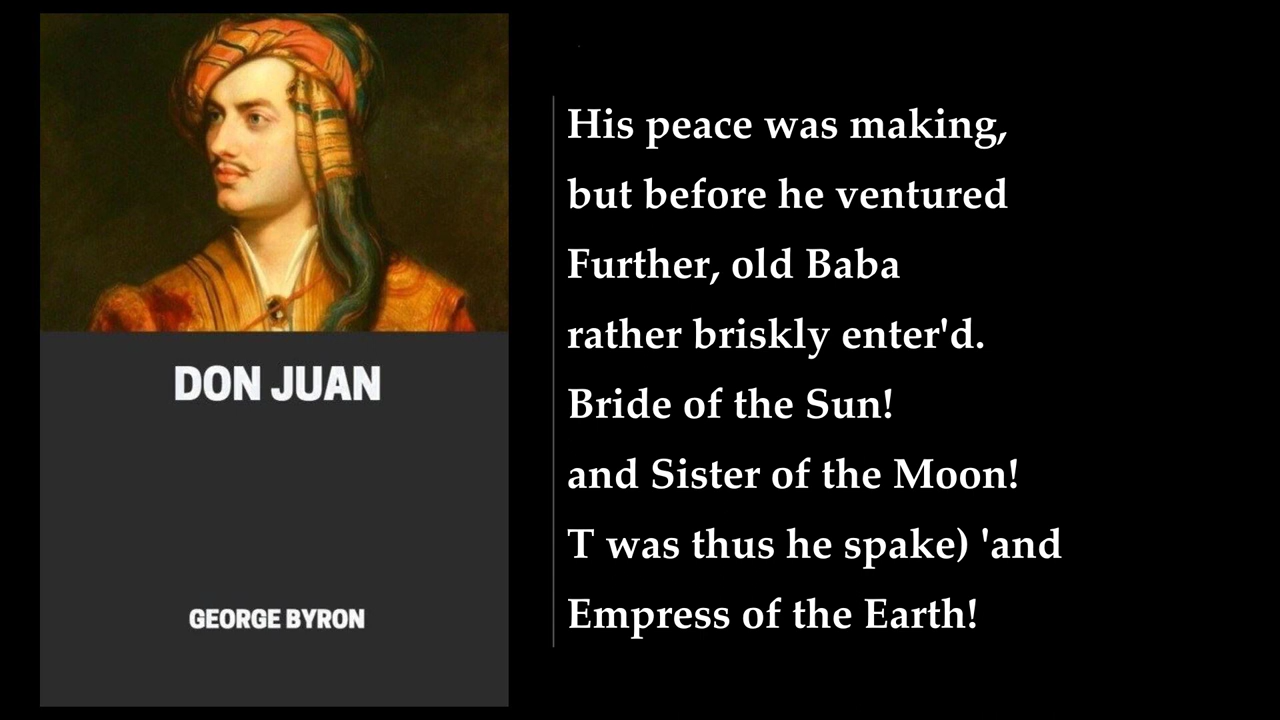 DON JUAN
GEORGE BYRON
His peace was making,
but before he ventured
Further, old Baba
rather briskly enter'd.
Bride of the Sun!
and Sister of the Moon!
T was thus he spake) 'and
Empress of the Earth!